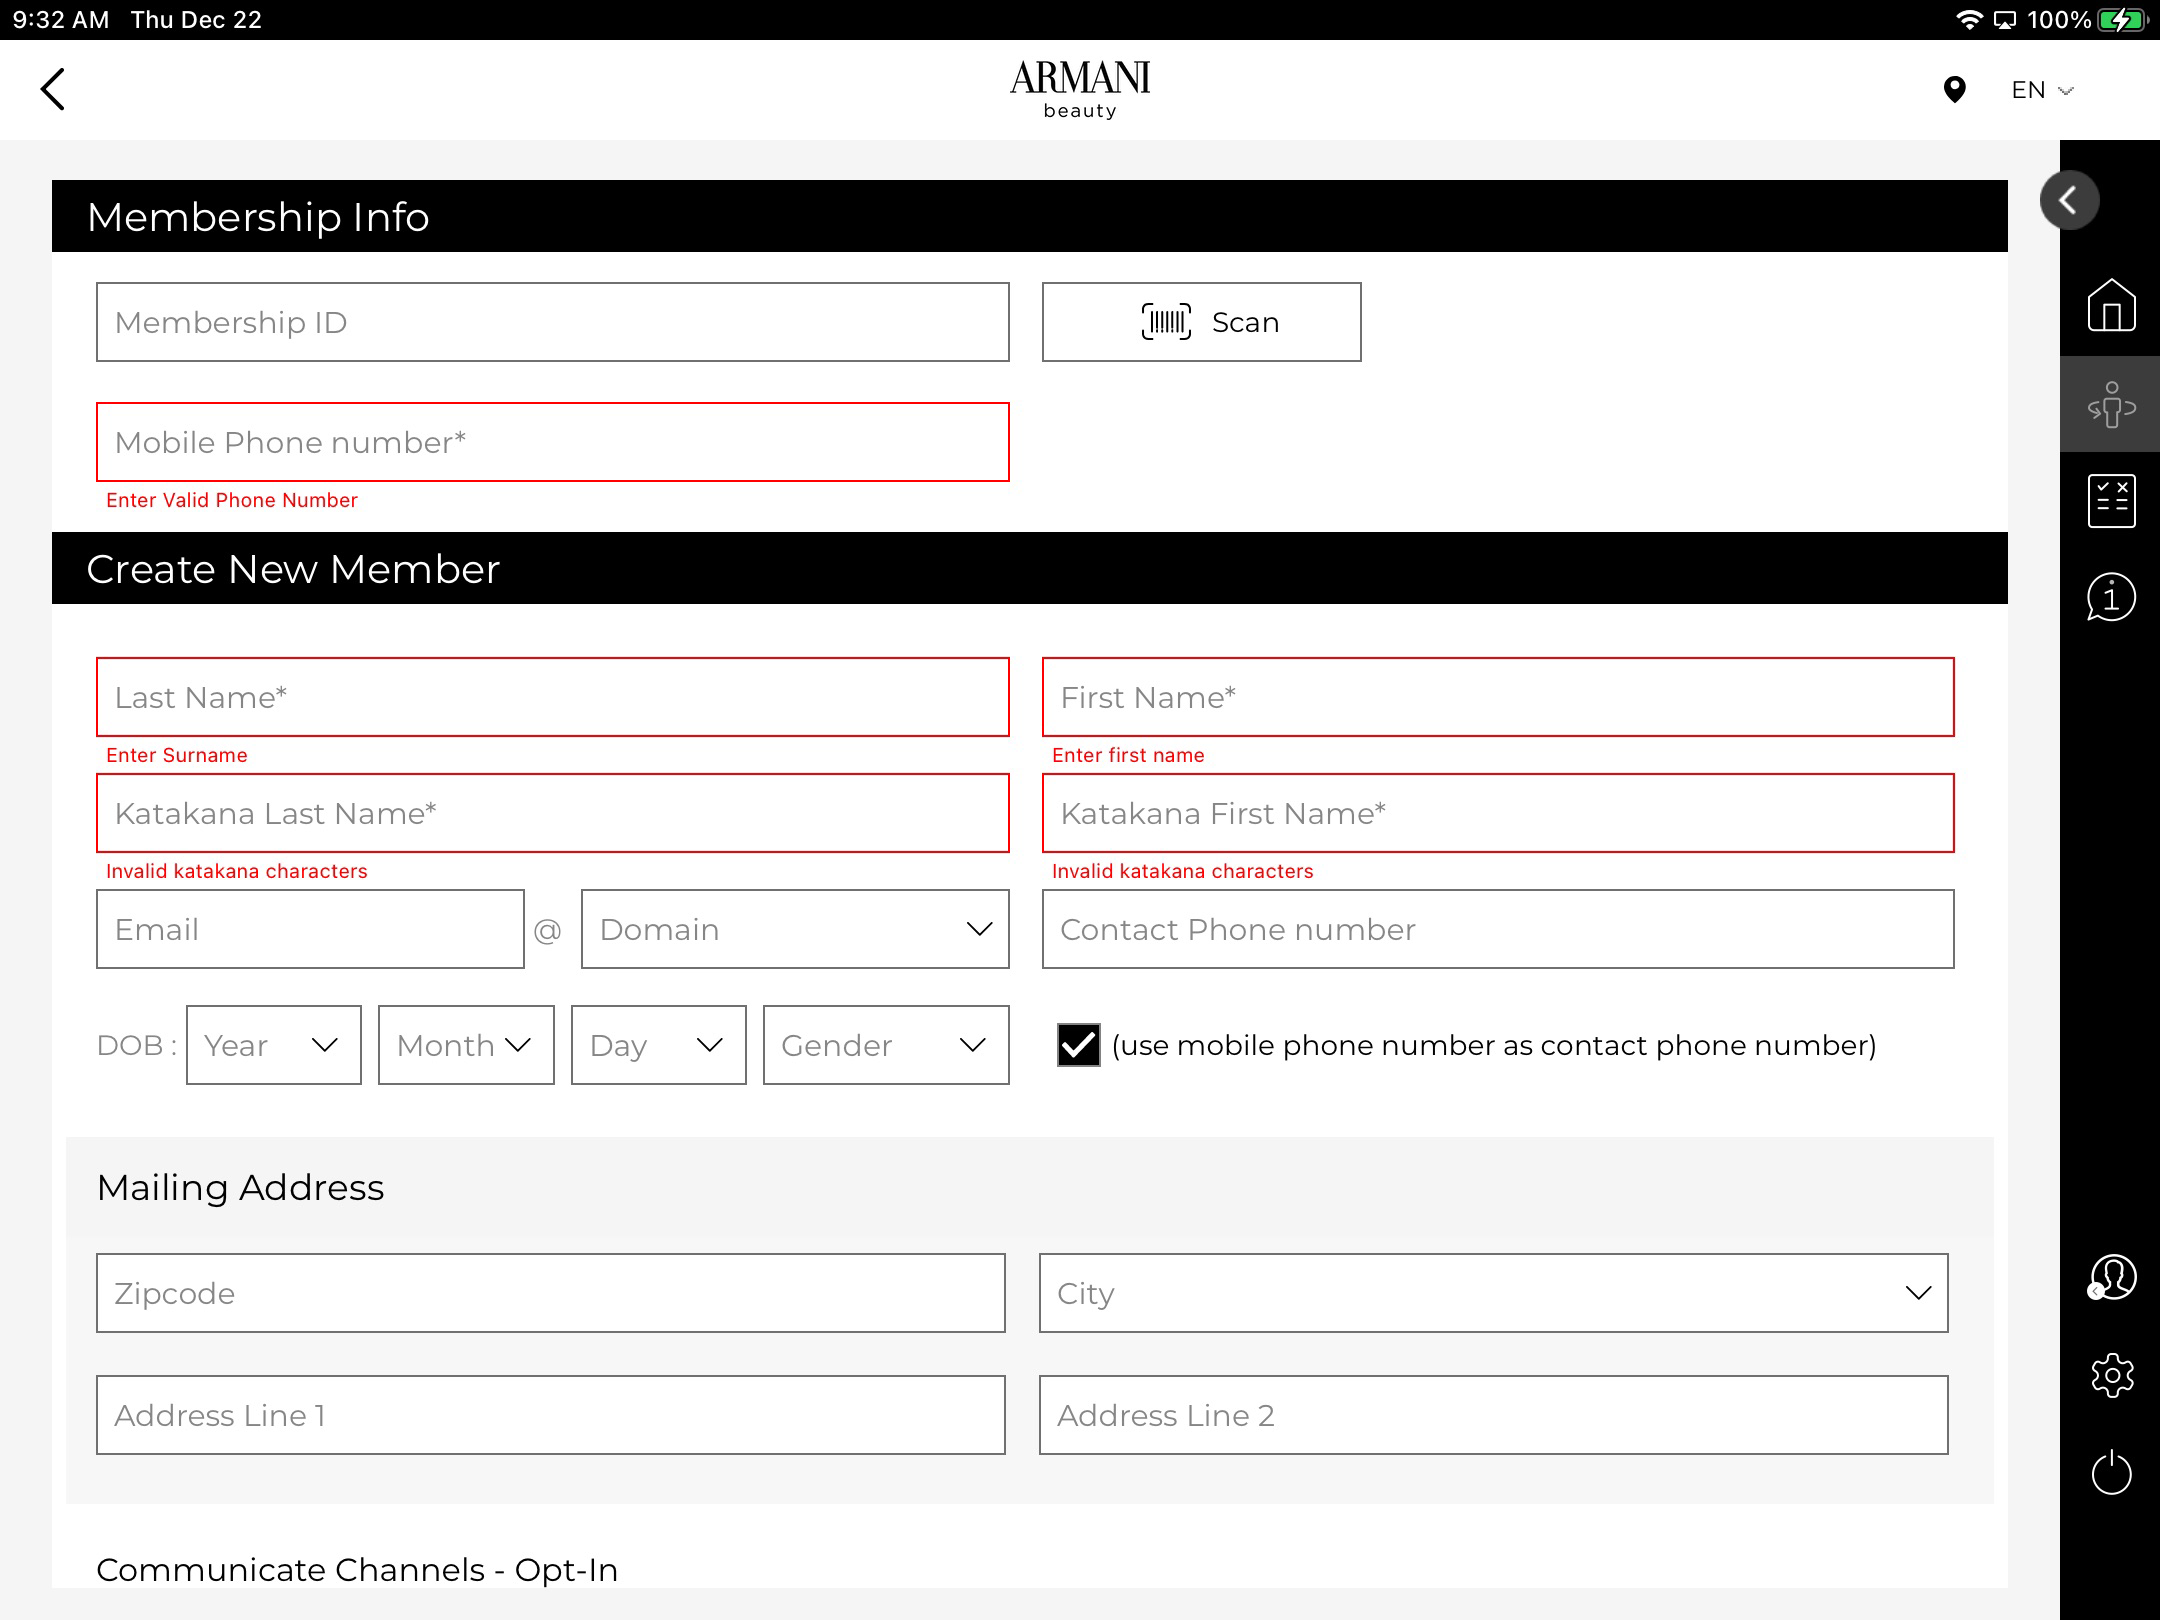 9:32 AM Thu Dec 22 100%
ARMANI
beauty
EN
Membership Info
Membership ID
Scan
Mobile Phone number*
Enter Valid Phone Number
Create New Member
Last Name* First Name*
Enter Surname Enter first name
Katakana Last Name* Katakana First Name*
Invalid katakana characters Invalid katakana characters
Email @ Domain Contact Phone number
DOB : Year Month Day Gender (use mobile phone number as contact phone number)
Mailing Address
Zipcode City
Address Line 1 Address Line 2
Communicate Channels - Opt-In